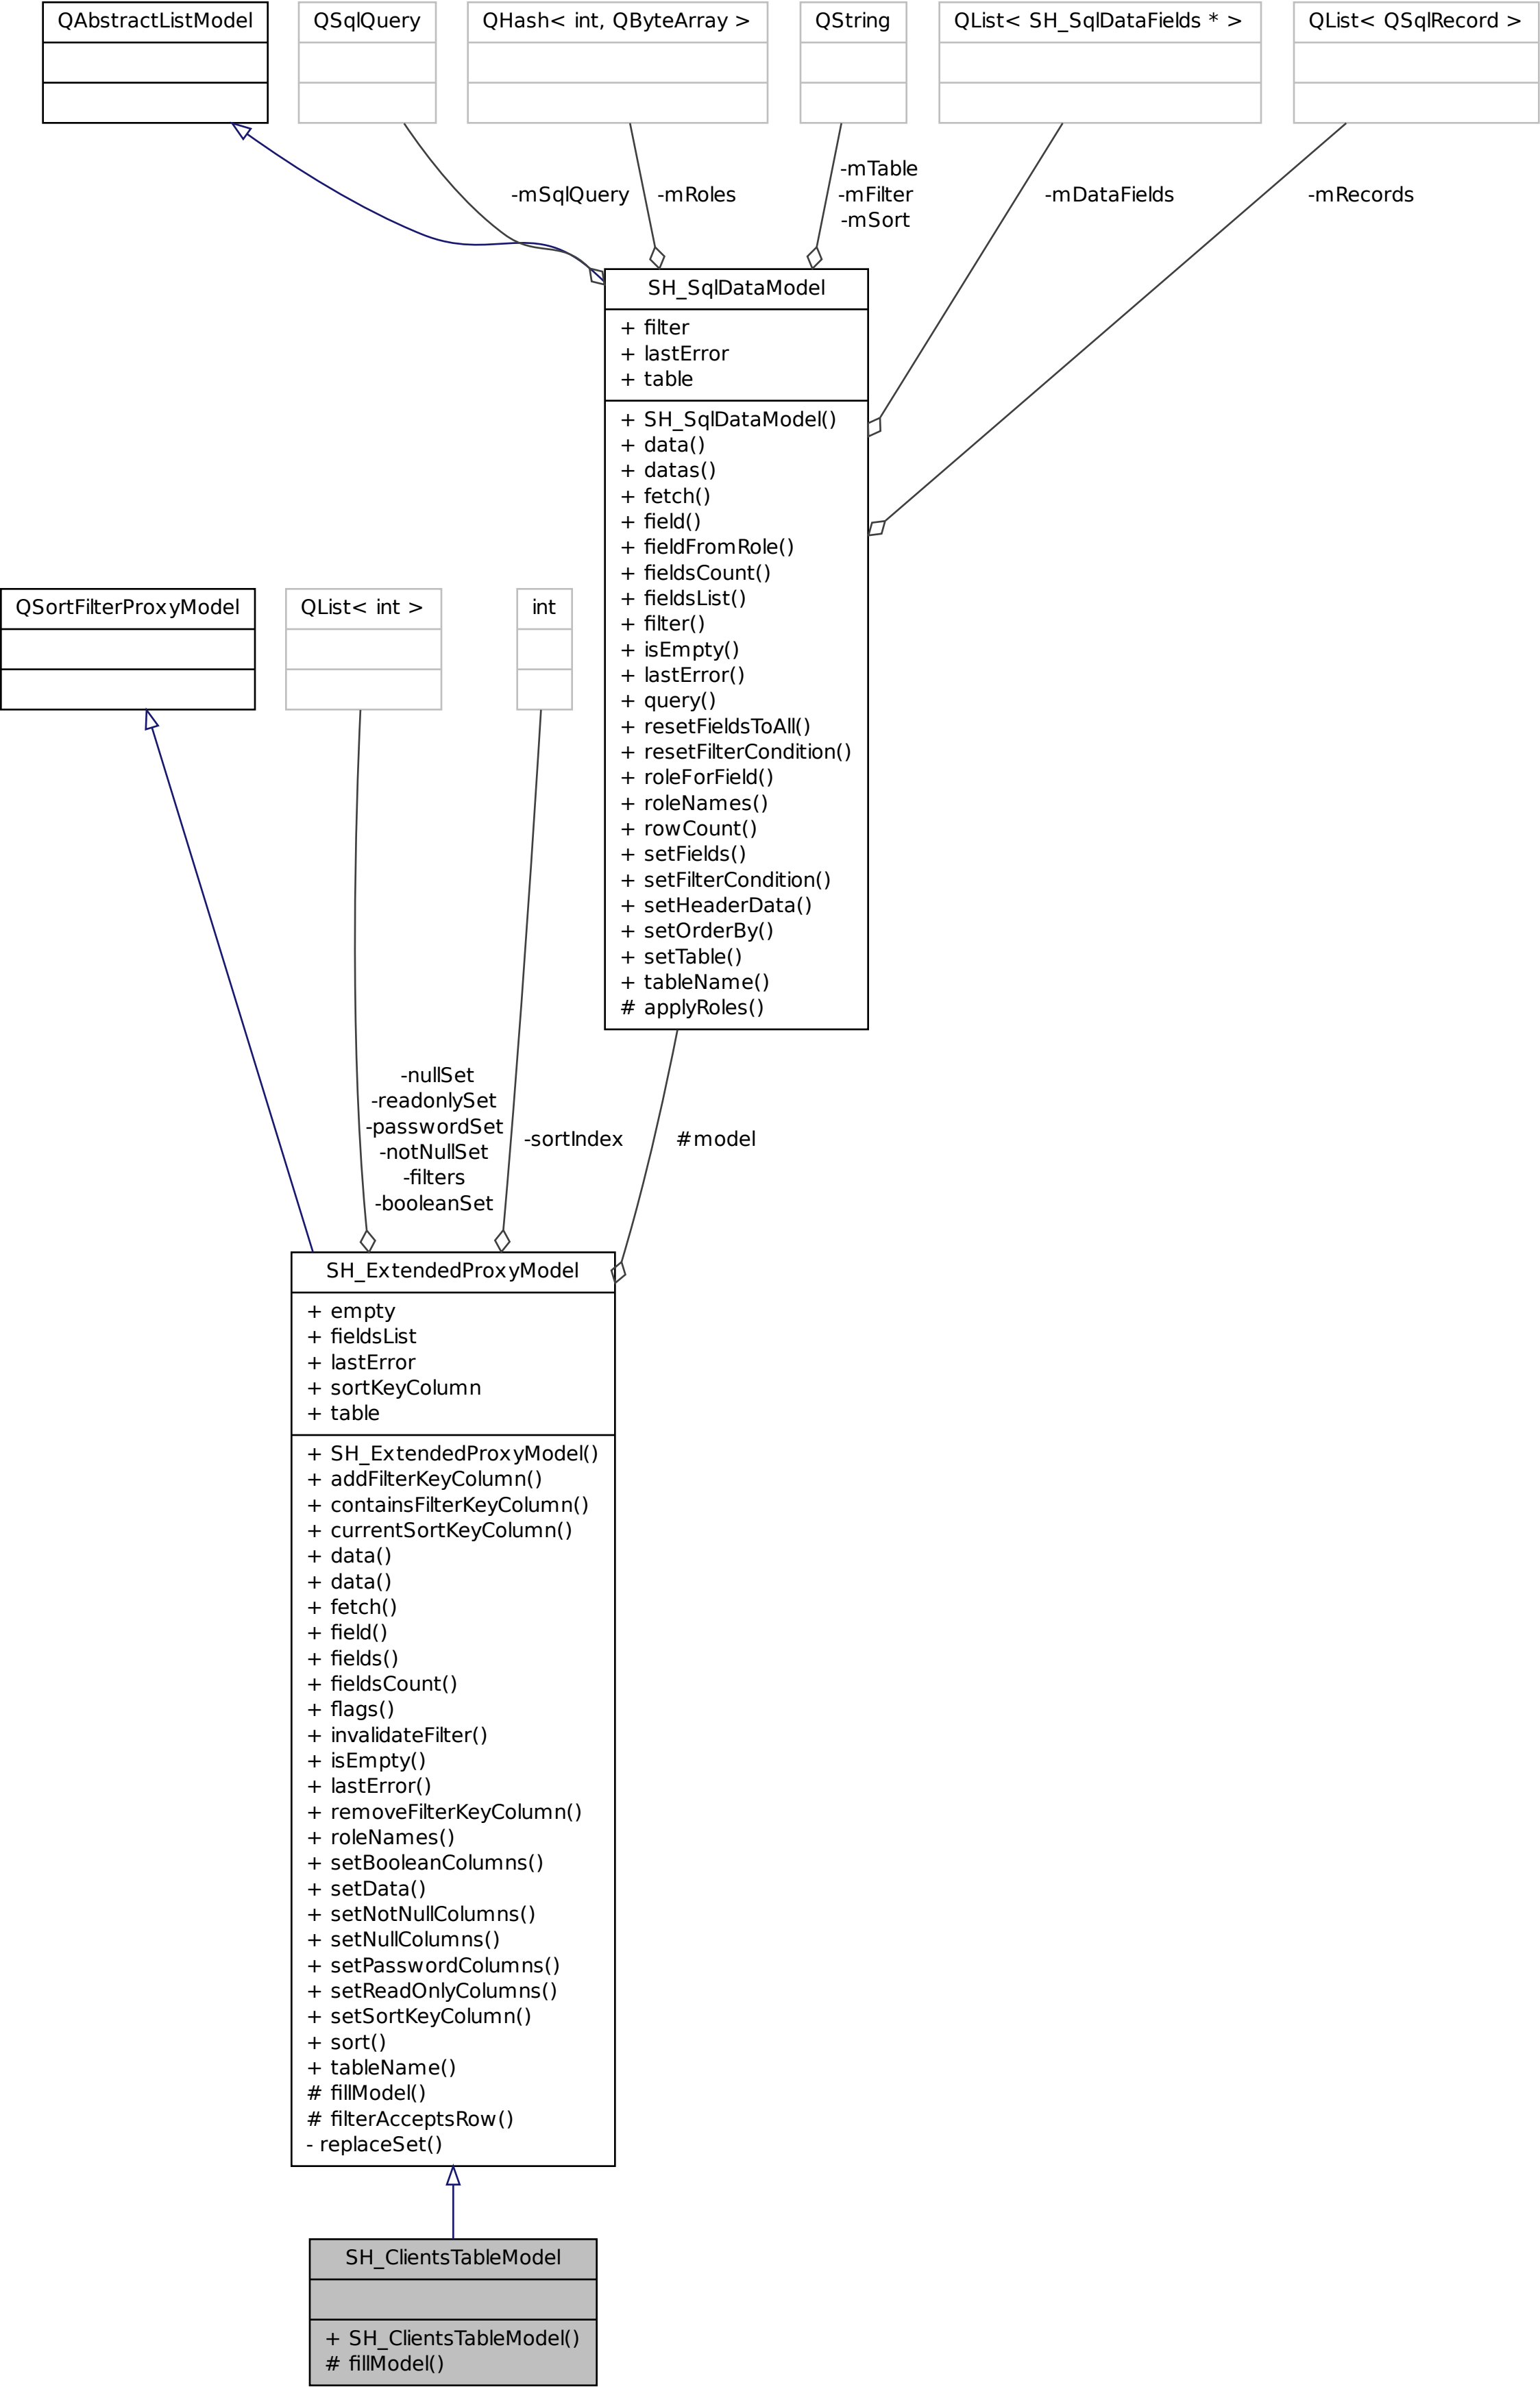 QAbstractListModel
QSqlQuery
QHash< int, QByteArray >
QString
QList< SH_SqlDataFields * >
QList< QSqlRecord >
-mSqlQuery
-mRoles
-mTable
-mFilter
-mSort
-mDataFields
-mRecords
SH_SqlDataModel
+ filter
+ lastError
+ table
+ SH_SqlDataModel()
+ data()
+ datas()
+ fetch()
+ field()
+ fieldFromRole()
+ fieldsCount()
+ fieldsList()
+ filter()
+ isEmpty()
+ lastError()
+ query()
+ resetFieldsToAll()
+ resetFilterCondition()
+ roleForField()
+ roleNames()
+ rowCount()
+ setFields()
+ setFilterCondition()
+ setHeaderData()
+ setOrderBy()
+ setTable()
+ tableName()
# applyRoles()
QSortFilterProxyModel
QList< int >
int
-nullSet
-readonlySet
-passwordSet
-notNullSet
-filters
-booleanSet
-sortIndex
#model
SH_ExtendedProxyModel
+ empty
+ fieldsList
+ lastError
+ sortKeyColumn
+ table
+ SH_ExtendedProxyModel()
+ addFilterKeyColumn()
+ containsFilterKeyColumn()
+ currentSortKeyColumn()
+ data()
+ data()
+ fetch()
+ field()
+ fields()
+ fieldsCount()
+ flags()
+ invalidateFilter()
+ isEmpty()
+ lastError()
+ removeFilterKeyColumn()
+ roleNames()
+ setBooleanColumns()
+ setData()
+ setNotNullColumns()
+ setNullColumns()
+ setPasswordColumns()
+ setReadOnlyColumns()
+ setSortKeyColumn()
+ sort()
+ tableName()
# fillModel()
# filterAcceptsRow()
- replaceSet()
SH_ClientsTableModel
+ SH_ClientsTableModel()
# fillModel()